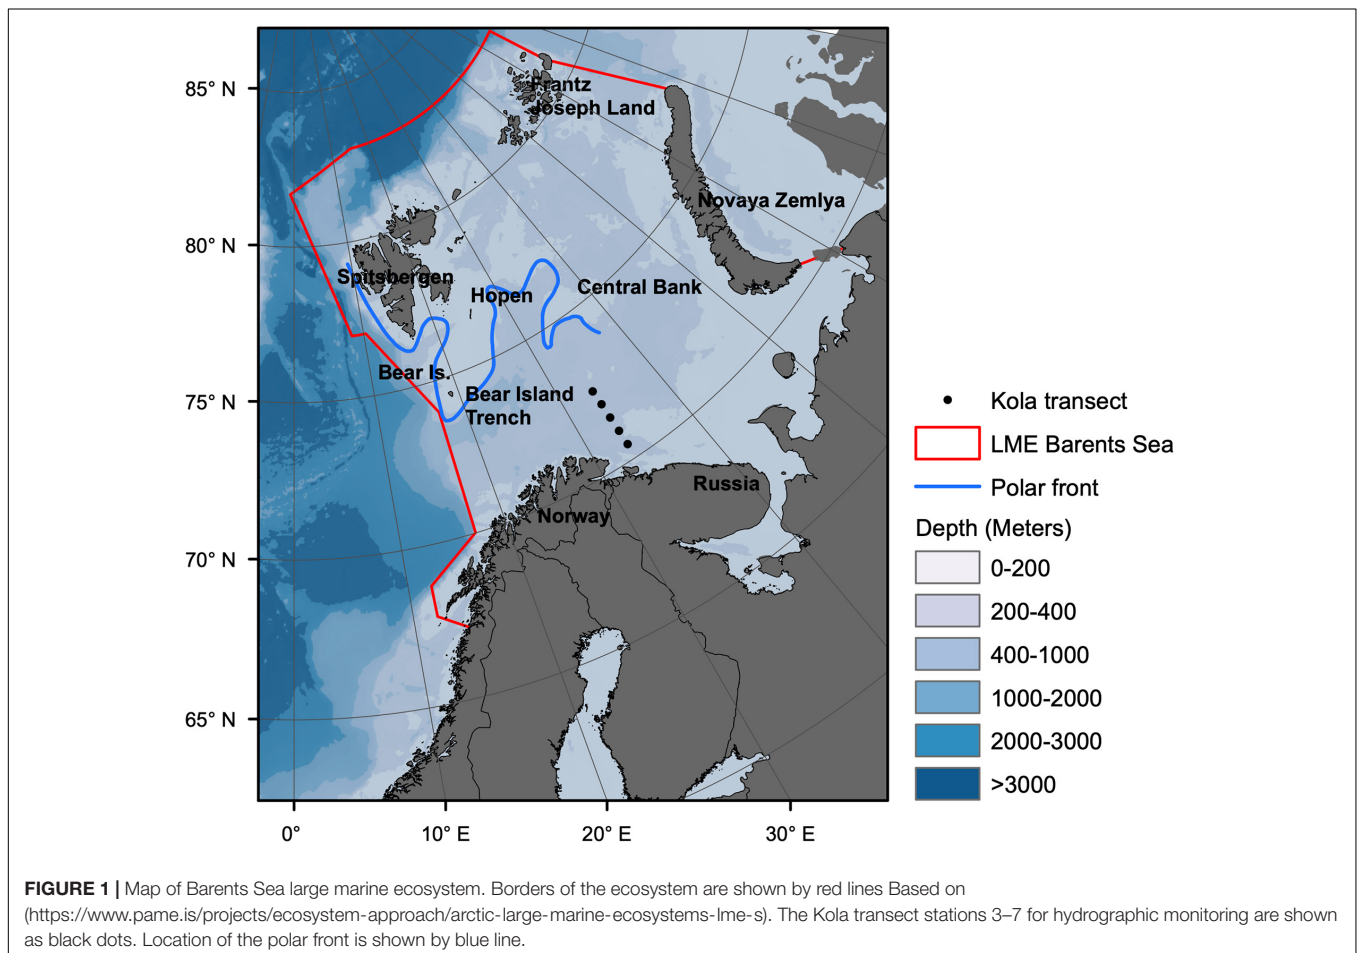 85° N
80° N
75° N
70° N
65° N
0°
10° E
20° E
30° E
Frantz
Joseph Land
Novaya Zemlya
Spitsbergen
Hopen
Central Bank
Bear Is.
Bear Island
Trench
Russia
Norway
Kola transect
LME Barents Sea
Polar front
Depth (Meters)
0-200
200-400
400-1000
1000-2000
2000-3000
>3000
FIGURE 1 | Map of Barents Sea large marine ecosystem. Borders of the ecosystem are shown by red lines Based on
(https://www.pame.is/projects/ecosystem-approach/arctic-large-marine-ecosystems-lme-s). The Kola transect stations 3–7 for hydrographic monitoring are shown
as black dots. Location of the polar front is shown by blue line.